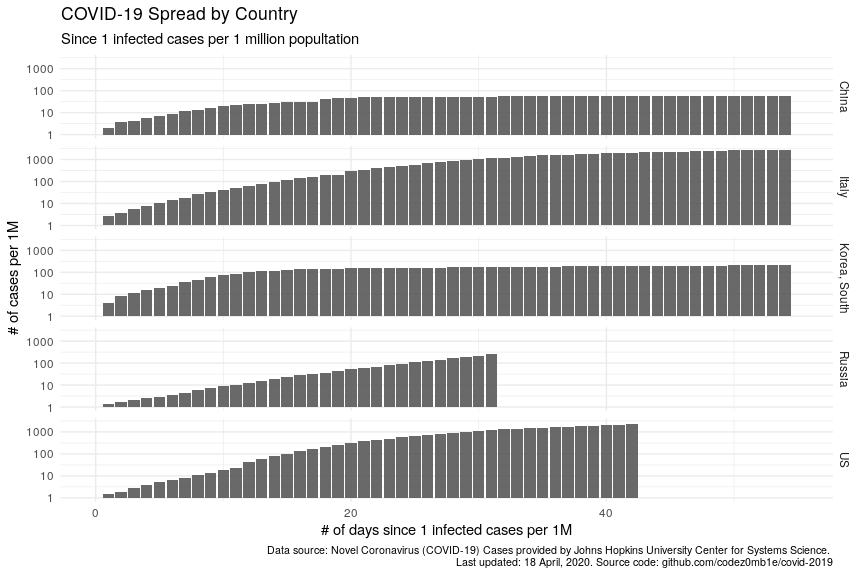 COVID-19 Spread by Country
Since 1 infected cases per 1 million popultation
1000
100
10
1
China
1000
100
10
1
Italy
1000
100
10
1
Korea, South
1000
100
10
1
Russia
1000
100
10
1
US
# of cases per 1M
0 20 40
# of days since 1 infected cases per 1M
Data source: Novel Coronavirus (COVID-19) Cases provided by Johns Hopkins University Center for Systems Science.
Last updated: 18 April, 2020. Source code: github.com/codez0mb1e/covid-2019